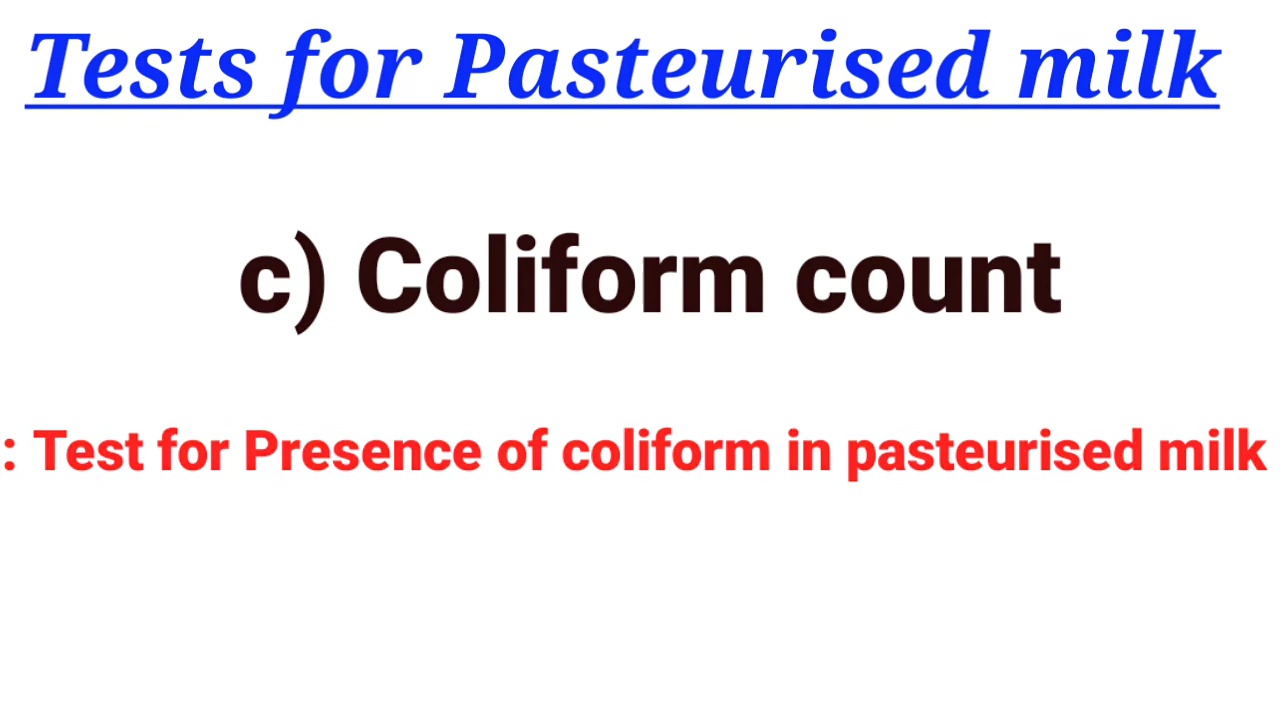 Tests for Pasteurised milk
c) Coliform count
: Test for Presence of coliform in pasteurised milk